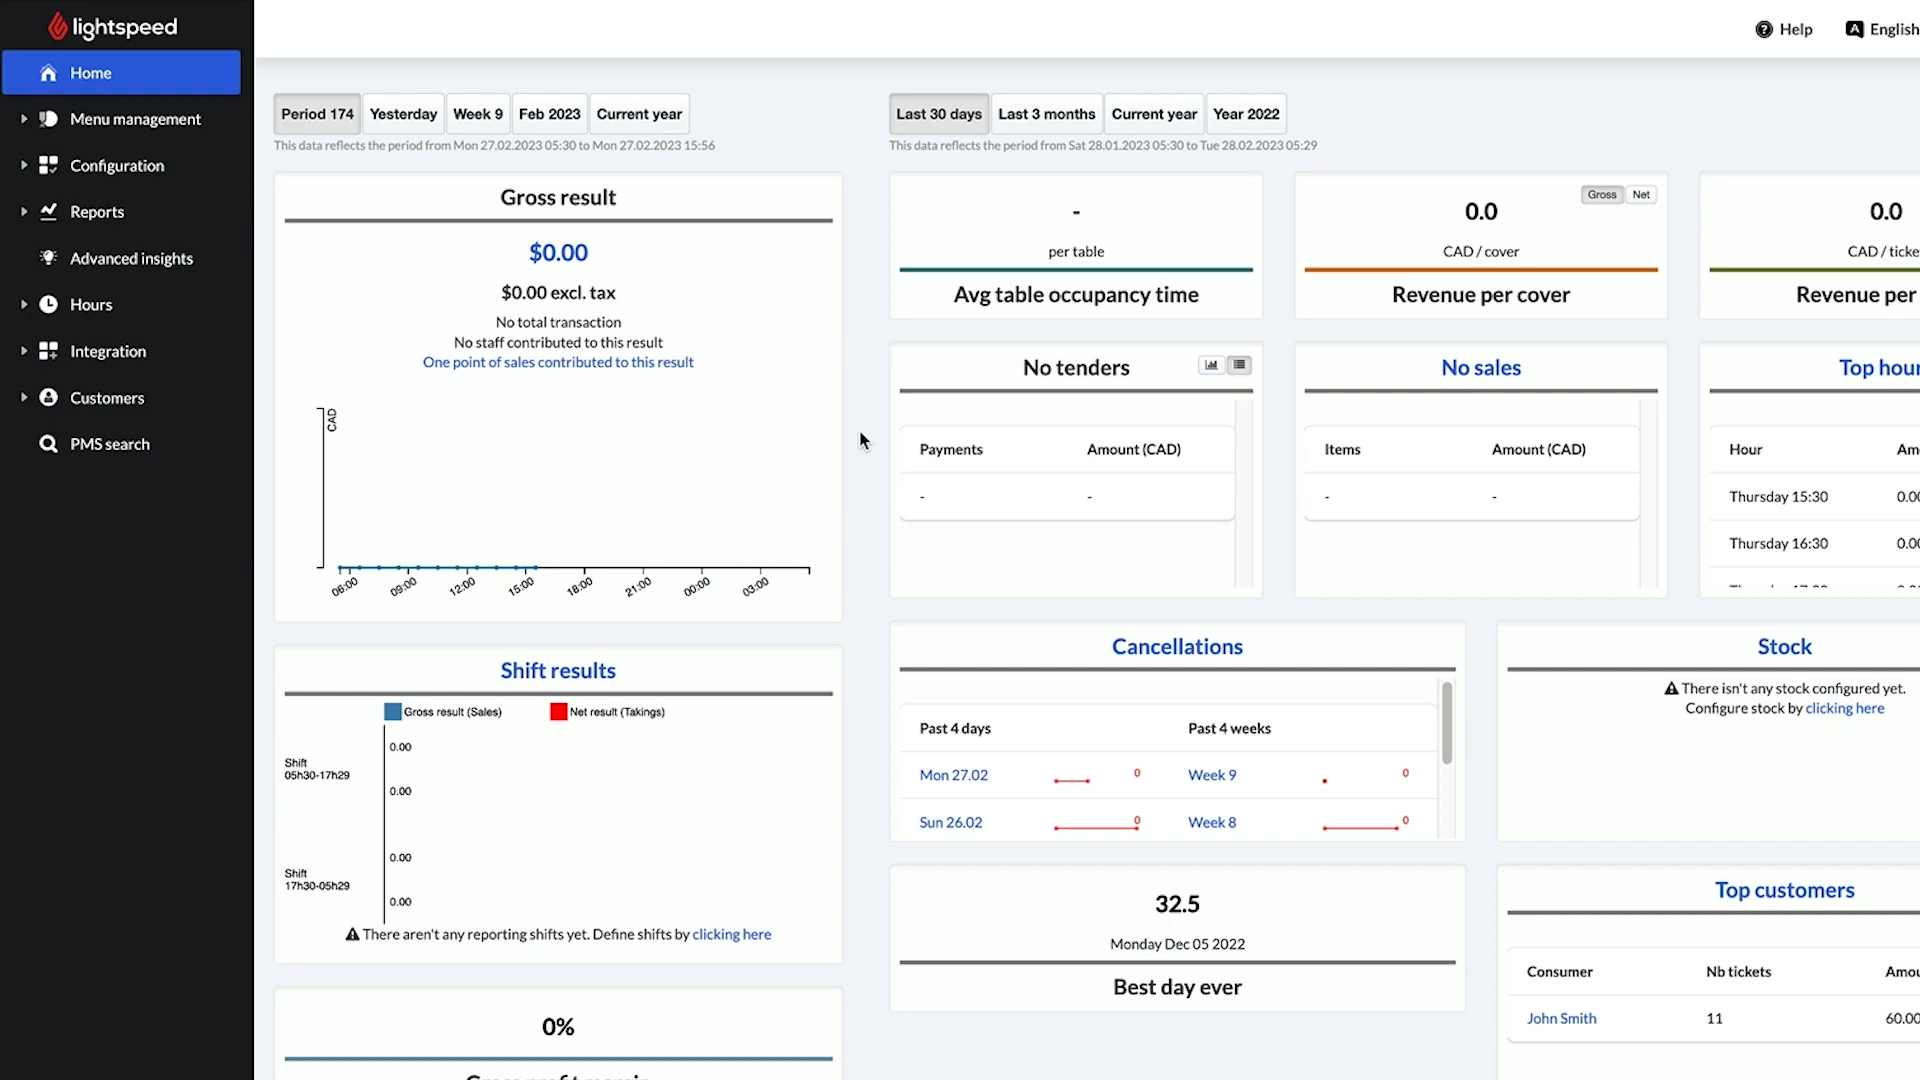 lightspeed
Home
Menu management
Configuration
Reports
Advanced insights
Hours
Integration
Customers
PMS search
Help
English
Period 174
Yesterday
Week 9
Feb 2023
Current year
This data reflects the period from Mon 27.02.2023 05:30 to Mon 27.02.2023 15:56
Gross result
$0.00
$0.00 excl. tax
No total transaction
No staff contributed to this result
One point of sales contributed to this result
CAD
06:00 09:00 12:00 15:00 18:00 21:00 00:00 03:00
Shift results
Gross result (Sales) Net result (Takings)
0.00
Shift
05h30-17h29
0.00
0.00
Shift
17h30-05h29
0.00
There aren't any reporting shifts yet. Define shifts by clicking here
0%
Gross profit margin
Last 30 days
Last 3 months
Current year
Year 2022
This data reflects the period from Sat 28.01.2023 05:30 to Tue 28.02.2023 05:29
-
per table
Avg table occupancy time
Gross Net
0.0
CAD / cover
Revenue per cover
0.0
CAD / ticke
Revenue per
No tenders
Payments Amount (CAD)
- -
No sales
Items Amount (CAD)
- -
Top hour
Hour Am
Thursday 15:30 0.00
Thursday 16:30 0.00
Cancellations
Past 4 days Past 4 weeks
Mon 27.02 0 Week 9 0
Sun 26.02 0 Week 8 0
Stock
There isn't any stock configured yet.
Configure stock by clicking here
32.5
Monday Dec 05 2022
Best day ever
Top customers
Consumer Nb tickets Amou
John Smith 11 60.00